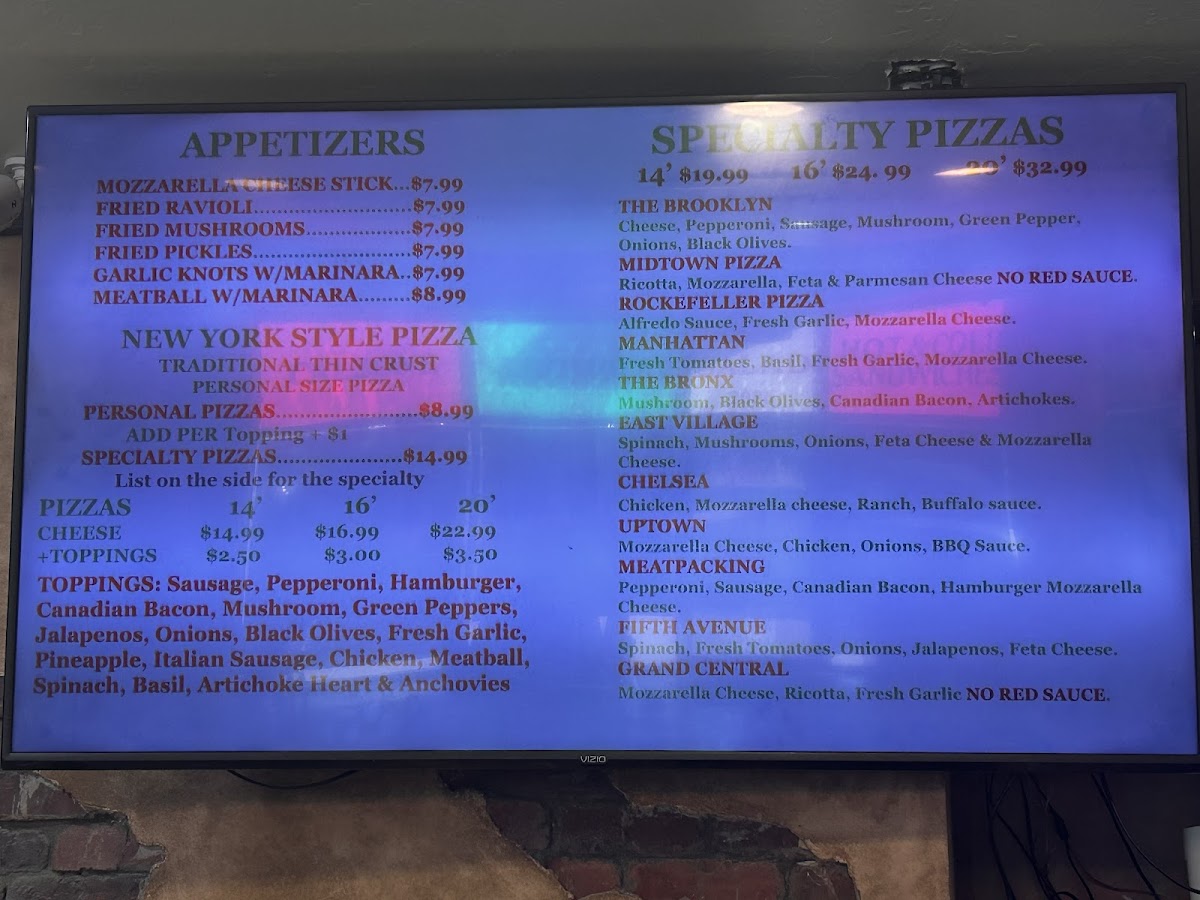 APPETIZERS
MOZZARELLA CHEESE STICK...$7.99
FRIED RAVIOLI..........................$7.99
FRIED MUSHROOMS.................$7.99
FRIED PICKLES..........................$7.99
GARLIC KNOTS W/MARINARA..$7.99
MEATBALL W/MARINARA.........$8.99
NEW YORK STYLE PIZZA
TRADITIONAL THIN CRUST
PERSONAL SIZE PIZZA
PERSONAL PIZZAS........................$8.99
ADD PER Topping + $1
SPECIALTY PIZZAS.....................$14.99
List on the side for the specialty
PIZZAS 14' 16' 20'
CHEESE $14.99 $16.99 $22.99
+TOPPINGS $2.50 $3.00 $3.50
TOPPINGS: Sausage, Pepperoni, Hamburger,
Canadian Bacon, Mushroom, Green Peppers,
Jalapenos, Onions, Black Olives, Fresh Garlic,
Pineapple, Italian Sausage, Chicken, Meatball,
Spinach, Basil, Artichoke Heart & Anchovies
SPECIALTY PIZZAS
14' $19.99 16' $24. 99 20' $32.99
THE BROOKLYN
Cheese, Pepperoni, Sausage, Mushroom, Green Pepper,
Onions, Black Olives.
MIDTOWN PIZZA
Ricotta, Mozzarella, Feta & Parmesan Cheese NO RED SAUCE.
ROCKEFELLER PIZZA
Alfredo Sauce, Fresh Garlic, Mozzarella Cheese.
MANHATTAN
Fresh Tomatoes, Basil, Fresh Garlic, Mozzarella Cheese.
THE BRONX
Mushroom, Black Olives, Canadian Bacon, Artichokes.
EAST VILLAGE
Spinach, Mushrooms, Onions, Feta Cheese & Mozzarella
Cheese.
CHELSEA
Chicken, Mozzarella cheese, Ranch, Buffalo sauce.
UPTOWN
Mozzarella Cheese, Chicken, Onions, BBQ Sauce.
MEATPACKING
Pepperoni, Sausage, Canadian Bacon, Hamburger Mozzarella
Cheese.
FIFTH AVENUE
Spinach, Fresh Tomatoes, Onions, Jalapenos, Feta Cheese.
GRAND CENTRAL
Mozzarella Cheese, Ricotta, Fresh Garlic NO RED SAUCE.
VIZIO